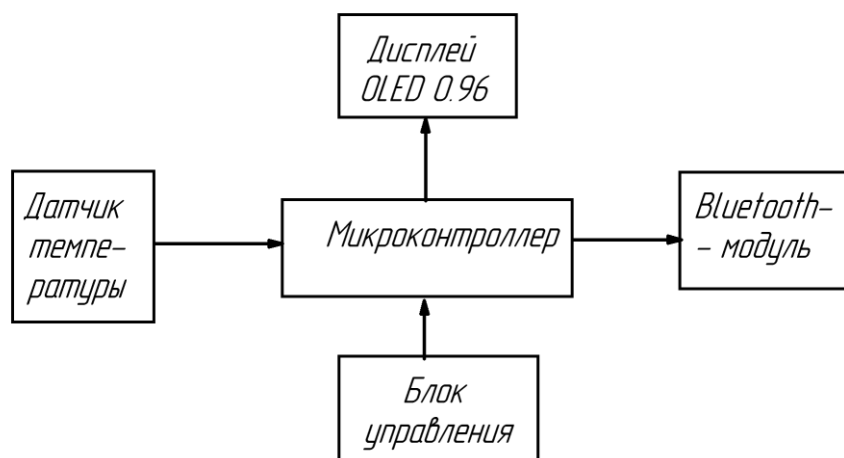 Дисплей
OLED 0.96
Датчик
темпе-
ратуры
Микроконтроллер
Bluetooth-
- модуль
Блок
управления